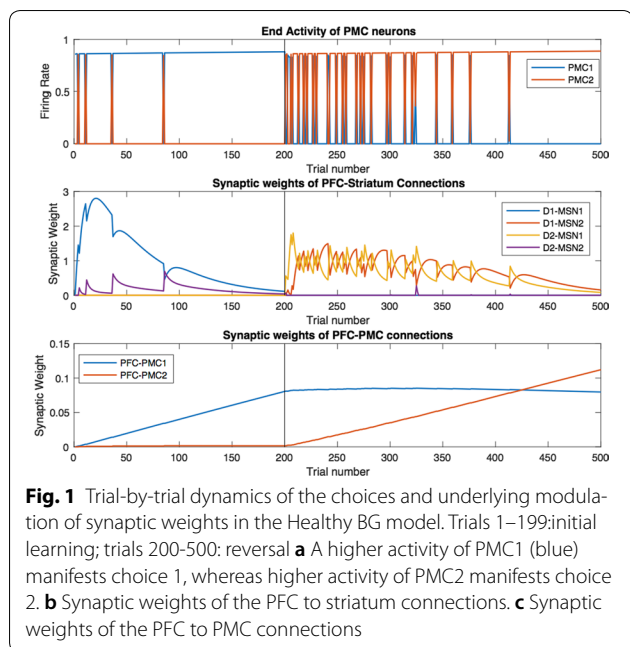 End Activity of PMC neurons
Firing Rate
1
0.5
0
PMC1
PMC2
0 50 100 150 200 250 300 350 400 450 500
Trial number
Synaptic weights of PFC-Striatum Connections
Synaptic Weight
3
2
1
0
D1-MSN1
D1-MSN2
D2-MSN1
D2-MSN2
0 50 100 150 200 250 300 350 400 450 500
Trial number
Synaptic weights of PFC-PMC connections
Synaptic Weight
0.15
0.1
0.05
0
PFC-PMC1
PFC-PMC2
0 50 100 150 200 250 300 350 400 450 500
Trial number
Fig. 1 Trial-by-trial dynamics of the choices and underlying modula-
tion of synaptic weights in the Healthy BG model. Trials 1–199:initial
learning; trials 200-500: reversal a A higher activity of PMC1 (blue)
manifests choice 1, whereas higher activity of PMC2 manifests choice
2. b Synaptic weights of the PFC to striatum connections. c Synaptic
weights of the PFC to PMC connections